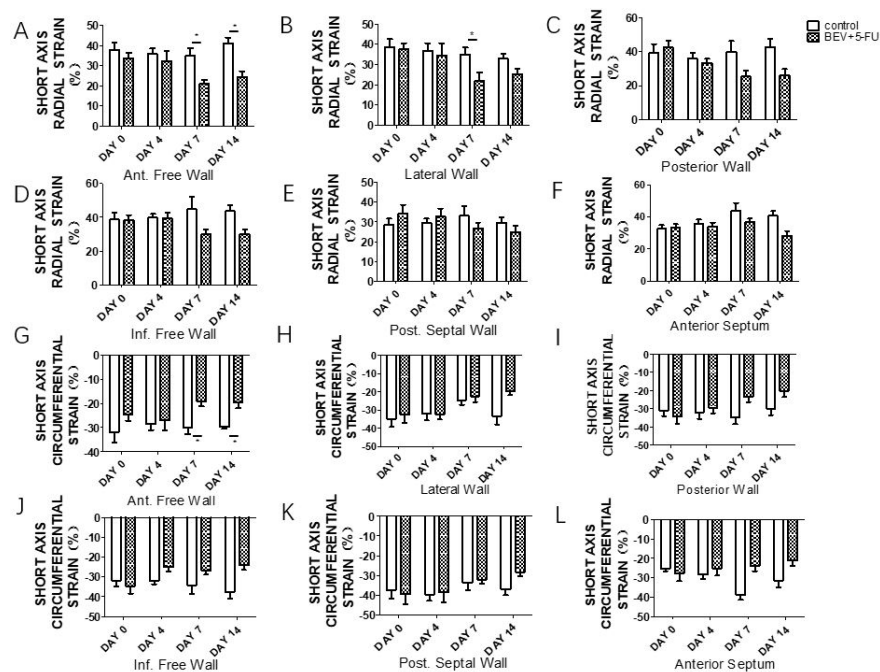 A
SHORT AXIS
RADIAL STRAIN
(%)
50
40
30
20
10
0
*
*
DAY 0
DAY 4
DAY 7
DAY 14
Ant. Free Wall
B
SHORT AXIS
RADIAL STRAIN
(%)
50
40
30
20
10
0
*
DAY 0
DAY 4
DAY 7
DAY 14
Lateral Wall
C
SHORT AXIS
RADIAL STRAIN
(%)
60
40
20
0
DAY 0
DAY 4
DAY 7
DAY 14
Posterior Wall
control
BEV+5-FU
D
SHORT AXIS
RADIAL STRAIN
(%)
60
40
20
0
DAY 0
DAY 4
DAY 7
DAY 14
Inf. Free Wall
E
SHORT AXIS
RADIAL STRAIN
(%)
50
40
30
20
10
0
DAY 0
DAY 4
DAY 7
DAY 14
Post. Septal Wall
F
SHORT AXIS
RADIAL STRAIN
(%)
60
40
20
0
DAY 0
DAY 4
DAY 7
DAY 14
Anterior Septum
G
SHORT AXIS
CIRCUMFERENTIAL
STRAIN (%)
0
-10
-20
-30
-40
*
*
DAY 0
DAY 4
DAY 7
DAY 14
Ant. Free Wall
H
SHORT AXIS
CIRCUMFERENTIAL
STRAIN (%)
0
-10
-20
-30
-40
-50
DAY 0
DAY 4
DAY 7
DAY 14
Lateral Wall
I
SHORT AXIS
CIRCUMFERENTIAL
STRAIN (%)
0
-10
-20
-30
-40
-50
DAY 0
DAY 4
DAY 7
DAY 14
Posterior Wall
J
SHORT AXIS
CIRCUMFERENTIAL
STRAIN (%)
0
-10
-20
-30
-40
-50
DAY 0
DAY 4
DAY 7
DAY 14
Inf. Free Wall
K
SHORT AXIS
CIRCUMFERENTIAL
STRAIN (%)
0
-10
-20
-30
-40
-50
DAY 0
DAY 4
DAY 7
DAY 14
Post. Septal Wall
L
SHORT AXIS
CIRCUMFERENTIAL
STRAIN (%)
0
-10
-20
-30
-40
-50
DAY 0
DAY 4
DAY 7
DAY 14
Anterior Septum